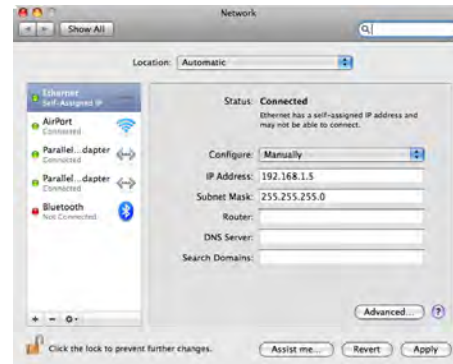 Network
Show All
Location: Automatic
Ethernet
Self-Assigned IP
AirPort
Connected
Parallel...dapter
Connected
Parallel...dapter
Connected
Bluetooth
Not Connected
Status: Connected
Ethernet has a self-assigned IP address and
may not be able to connect.
Configure: Manually
IP Address: 192.168.1.5
Subnet Mask: 255.255.255.0
Router:
DNS Server:
Search Domains:
Advanced... ?
Click the lock to prevent further changes.
Assist me... Revert Apply